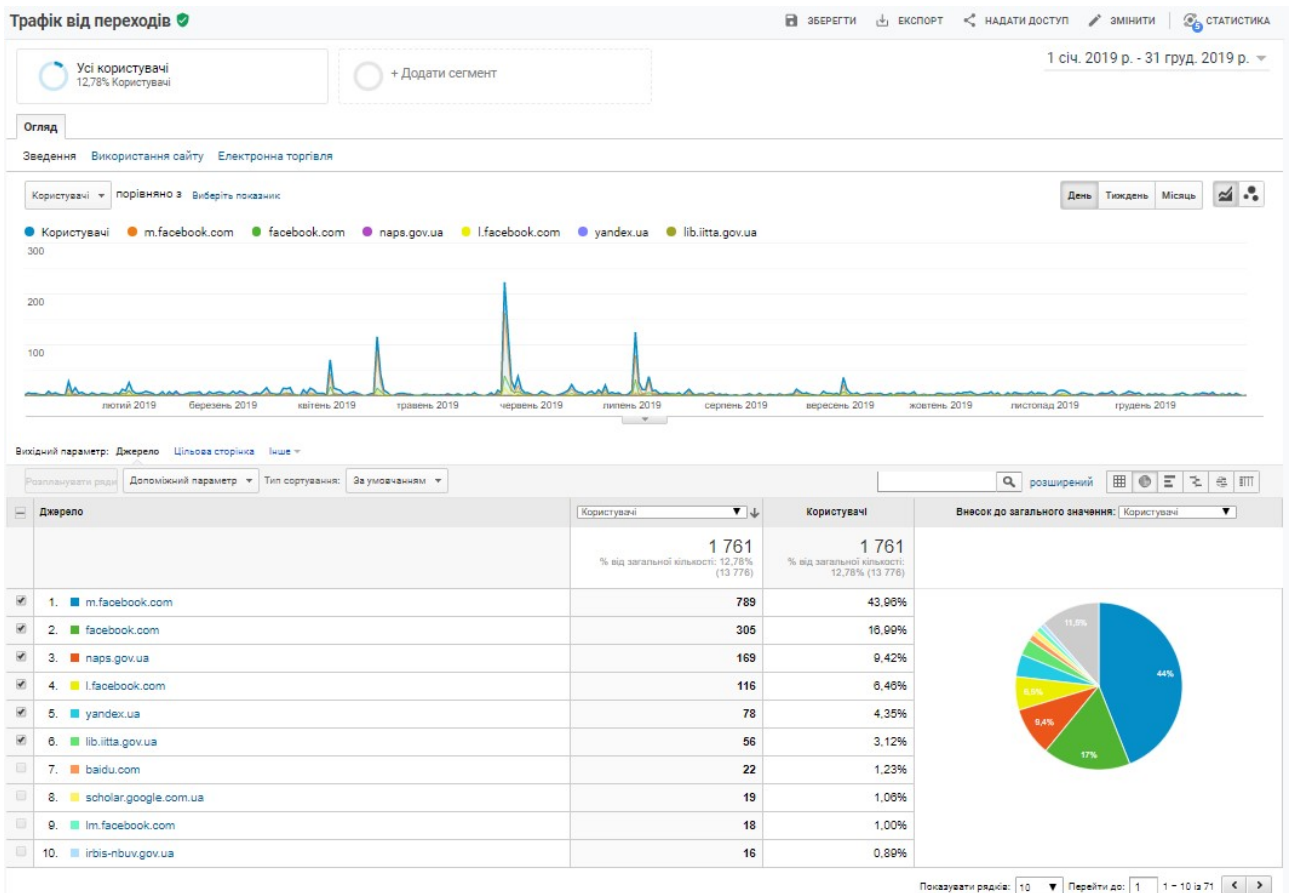 Трафік від переходів
ЗБЕРЕГТИ ЕКСПОРТ НАДАТИ ДОСТУП ЗМІНИТИ 5 СТАТИСТИКА
Усі користувачі
12,78% Користувачі
+ Додати сегмент
1 січ. 2019 р. - 31 груд. 2019 р.
Огляд
Зведення Використання сайту Електронна торгівля
Користувачі порівняно з Виберіть показник
День Тиждень Місяць
Користувачі m.facebook.com facebook.com naps.gov.ua l.facebook.com yandex.ua lib.iitta.gov.ua
300
200
100
лютий 2019 березень 2019 квітень 2019 травень 2019 червень 2019 липень 2019 серпень 2019 вересень 2019 жовтень 2019 листопад 2019 грудень 2019
Вихідний параметр: Джерело Цільова сторінка Інше
Розпланувати ряди Допоміжний параметр Тип сортування: За умовчанням розширений
Джерело Користувачі Користувачі Внесок до загального значення: Користувачі
1 761 1 761
% від загальної кількості: 12,78% (13 776) % від загальної кількості: 12,78% (13 776)
1. m.facebook.com 789 43,96%
2. facebook.com 305 16,99%
3. naps.gov.ua 169 9,42%
4. l.facebook.com 116 6,46%
5. yandex.ua 78 4,35%
6. lib.iitta.gov.ua 56 3,12%
7. baidu.com 22 1,23%
8. scholar.google.com.ua 19 1,06%
9. lm.facebook.com 18 1,00%
10. irbis-nbuv.gov.ua 16 0,89%
11,5%
44%
6,5%
9,4%
17%
Показувати рядків: 10 Перейти до: 1 1 – 10 із 71